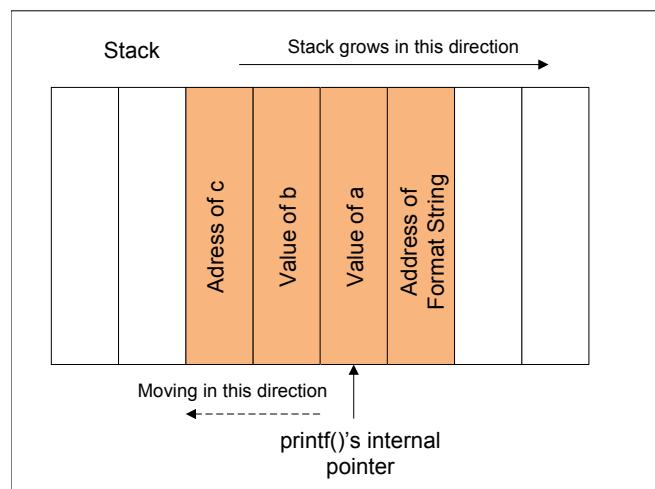 Stack
Stack grows in this direction
Adress of c
Value of b
Value of a
Address of
Format String
Moving in this direction
printf()'s internal
pointer